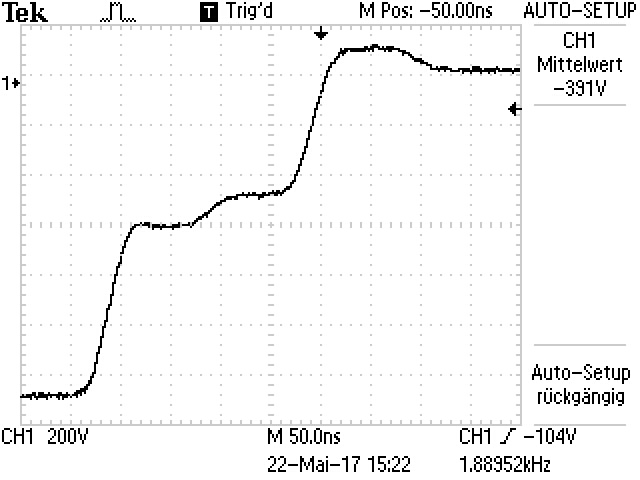 Tek T Trig'd M Pos: -50.00ns AUTO-SETUP
CH1
Mittelwert
-391V
1
Auto-Setup
rückgängig
CH1 200V M 50.0ns CH1 -104V
22-Mai-17 15:22 1.88952kHz